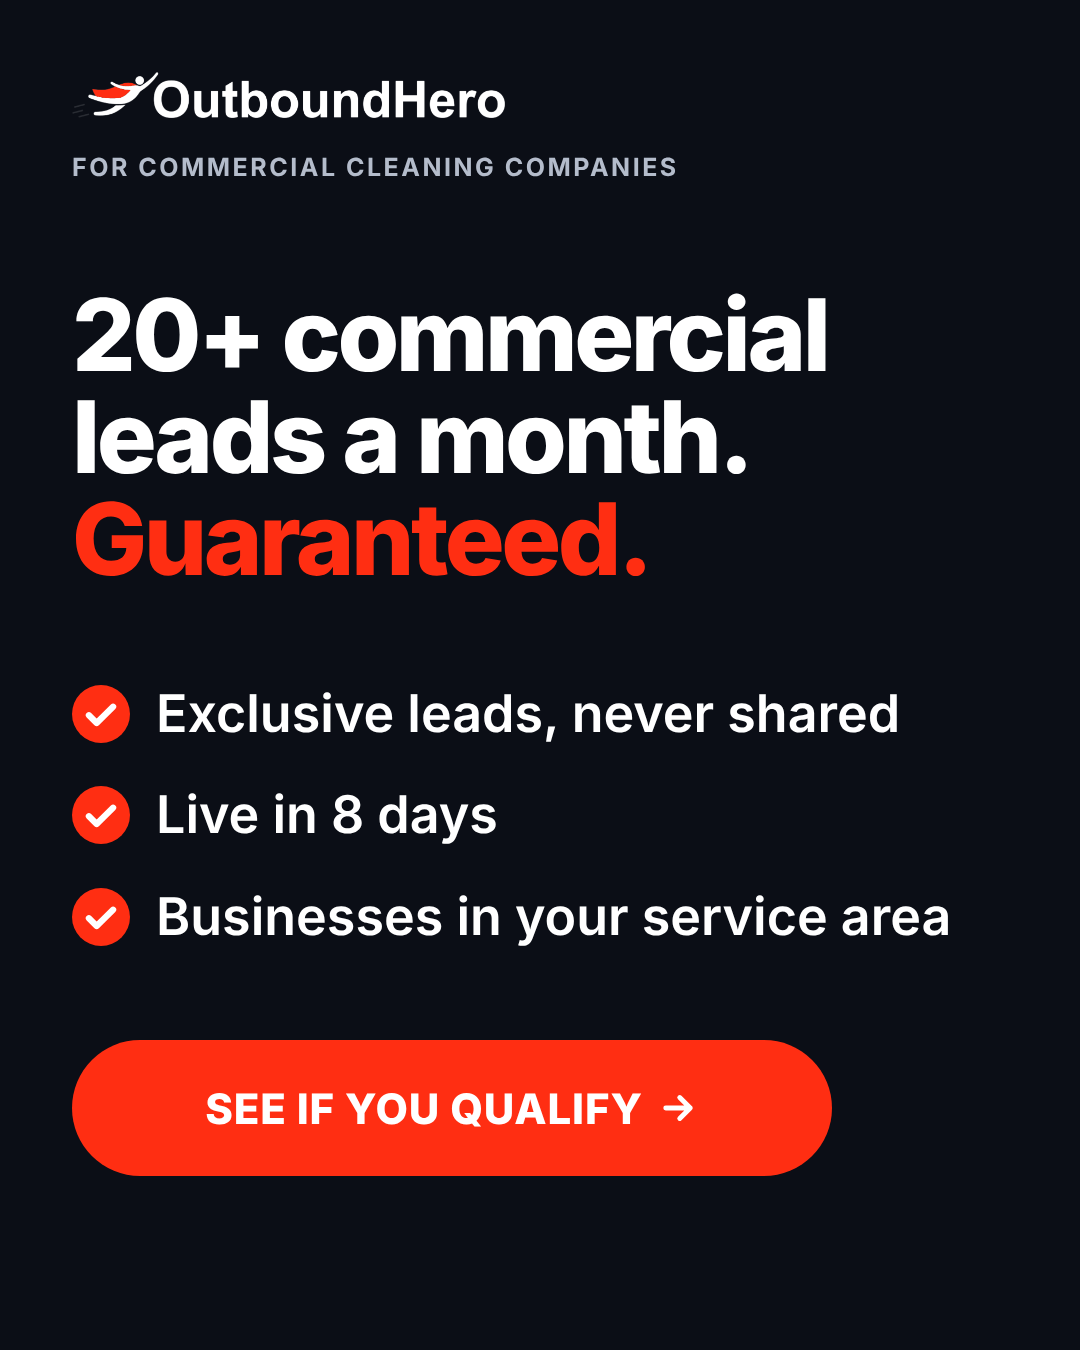 OutboundHero
FOR COMMERCIAL CLEANING COMPANIES
20+ commercial
leads a month.
Guaranteed.
Exclusive leads, never shared
Live in 8 days
Businesses in your service area
SEE IF YOU QUALIFY →